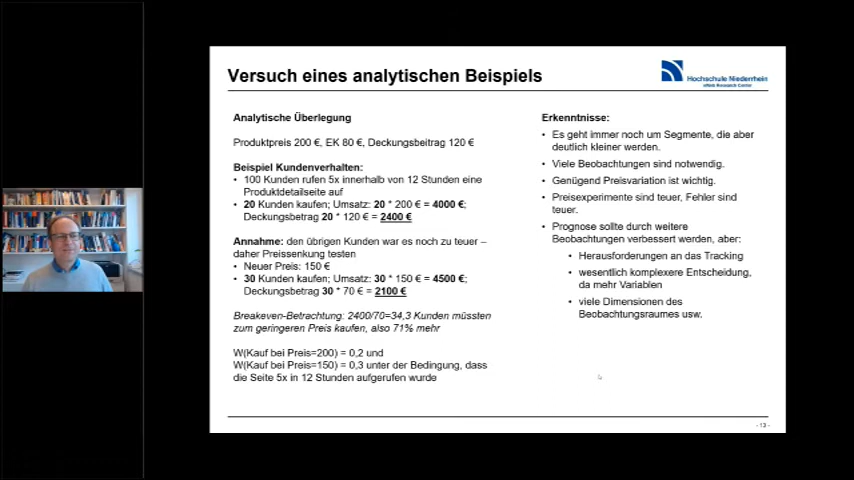 Versuch eines analytischen Beispiels
Hochschule Niederrhein
eWeb Research Center
Analytische Überlegung
Produktpreis 200 €, EK 80 €, Deckungsbeitrag 120 €
Beispiel Kundenverhalten:
• 100 Kunden rufen 5x innerhalb von 12 Stunden eine
Produktdetailseite auf
• 20 Kunden kaufen; Umsatz: 20 * 200 € = 4000 €;
Deckungsbetrag 20 * 120 € = 2400 €
Annahme: den übrigen Kunden war es noch zu teuer –
daher Preissenkung testen
• Neuer Preis: 150 €
• 30 Kunden kaufen; Umsatz: 30 * 150 € = 4500 €;
Deckungsbetrag 30 * 70 € = 2100 €
Breakeven-Betrachtung: 2400/70=34,3 Kunden müssten
zum geringeren Preis kaufen, also 71% mehr
W(Kauf bei Preis=200) = 0,2 und
W(Kauf bei Preis=150) = 0,3 unter der Bedingung, dass
die Seite 5x in 12 Stunden aufgerufen wurde
Erkenntnisse:
• Es geht immer noch um Segmente, die aber
deutlich kleiner werden.
• Viele Beobachtungen sind notwendig.
• Genügend Preisvariation ist wichtig.
• Preisexperimente sind teuer, Fehler sind
teuer.
• Prognose sollte durch weitere
Beobachtungen verbessert werden, aber:
• Herausforderungen an das Tracking
• wesentlich komplexere Entscheidung,
da mehr Variablen
• viele Dimensionen des
Beobachtungsraumes usw.
- 13 -